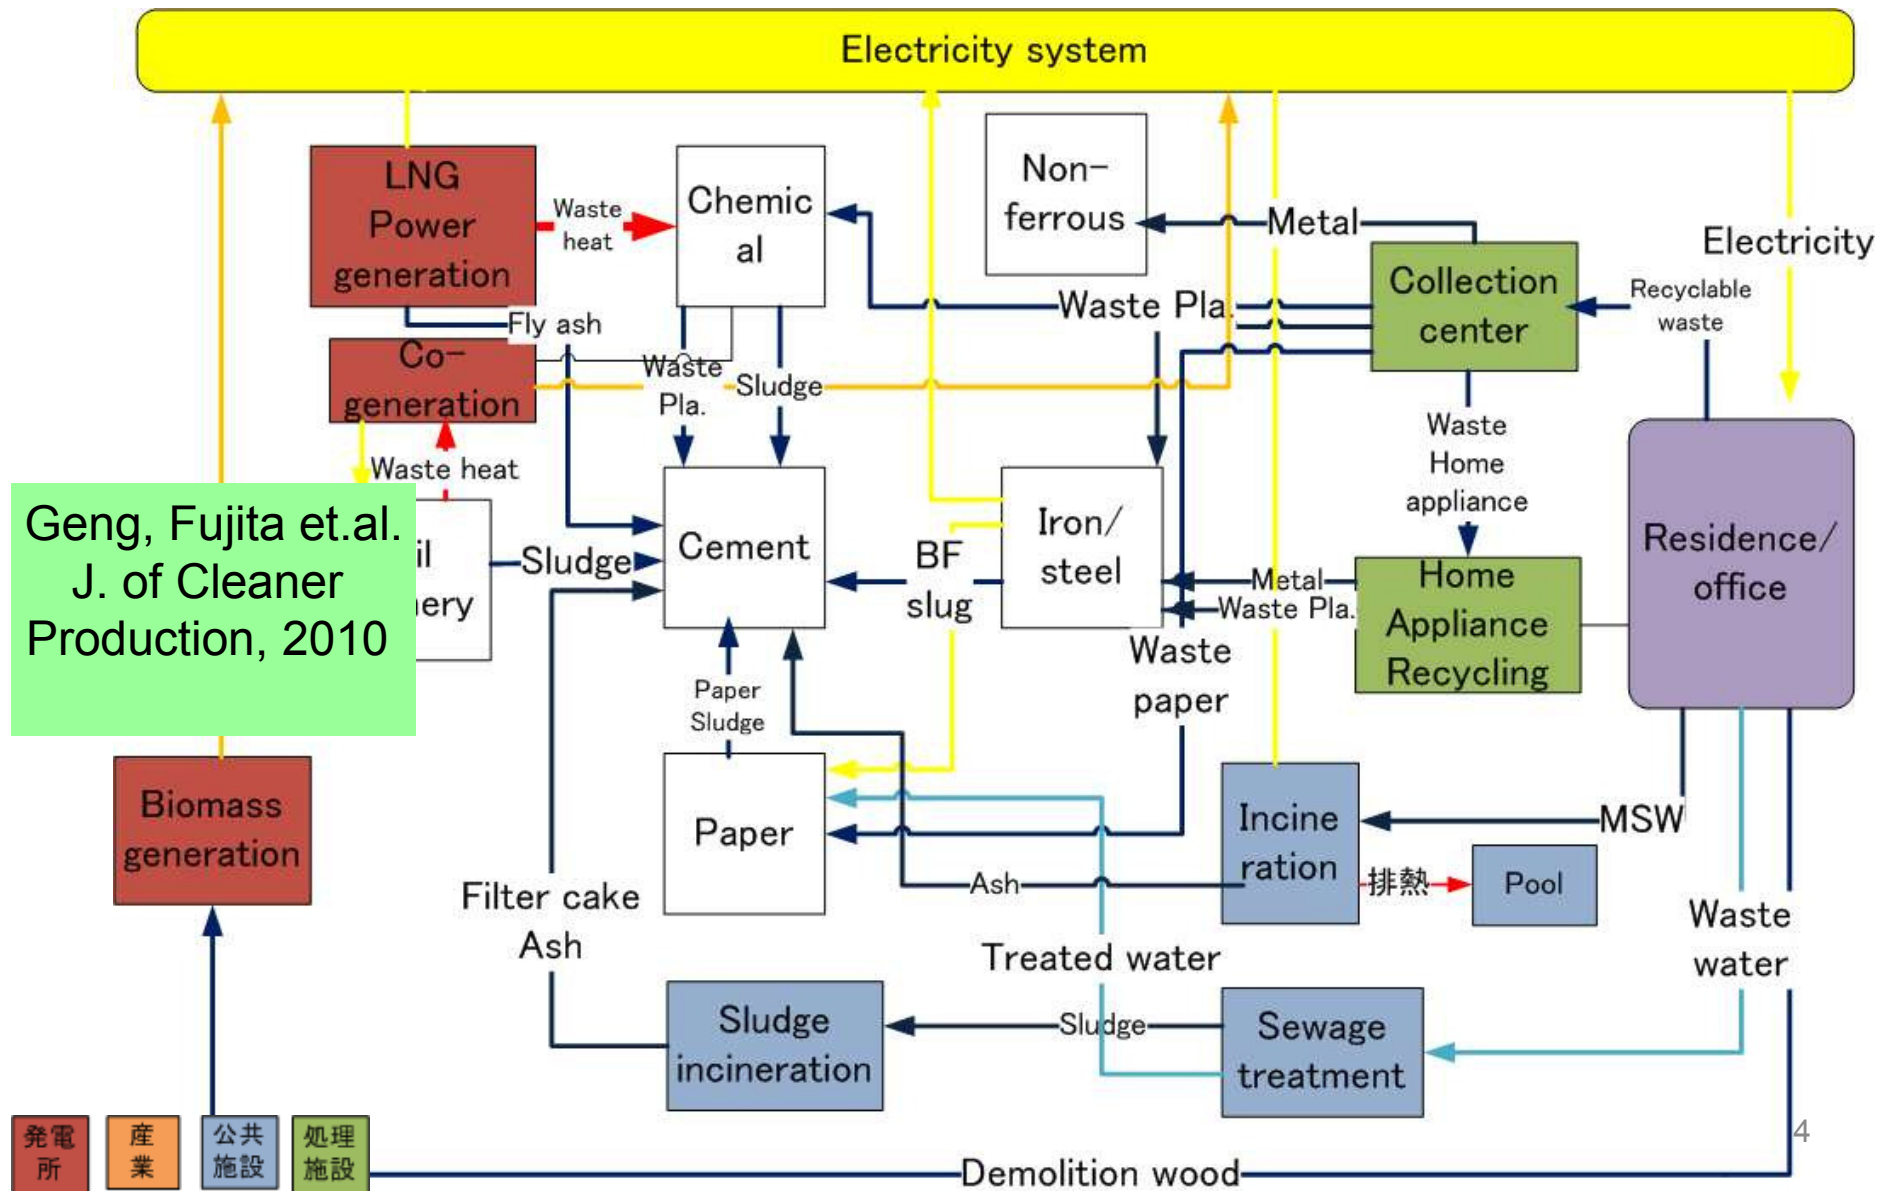 Electricity system
LNG
Power
generation
Waste
heat
Chemic
al
Non-
ferrous
Metal
Collection
center
Electricity
Recyclable
waste
Waste Pla.
Fly ash
Co-
generation
Waste
Pla.
Sludge
Waste heat
Waste
Home
appliance
Geng, Fujita et.al.
J. of Cleaner
Production, 2010
il
nery
Sludge
Cement
BF
slug
Iron/
steel
Metal
Waste Pla.
Home
Appliance
Recycling
Residence/
office
Paper
Sludge
Waste
paper
Biomass
generation
Paper
Incine
ration
MSW
排熱
Pool
Ash
Filter cake
Ash
Treated water
Waste
water
Sludge
incineration
Sludge
Sewage
treatment
発電
所
産
業
公共
施設
処理
施設
Demolition wood
4